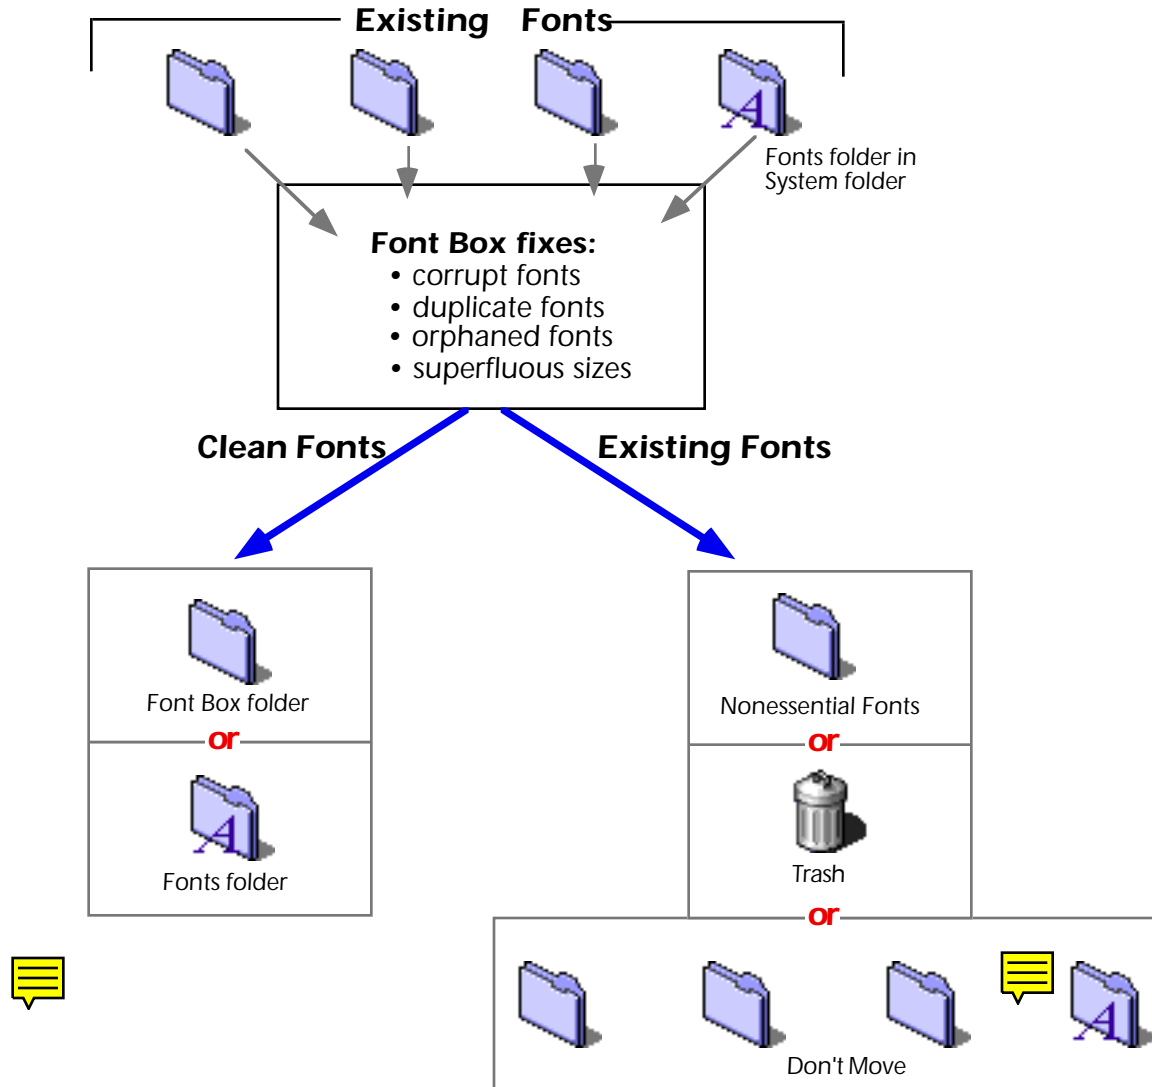 Existing Fonts
Fonts folder in
System folder
Font Box fixes:
• corrupt fonts
• duplicate fonts
• orphaned fonts
• superfluous sizes
Clean Fonts
Existing Fonts
Font Box folder
or
Fonts folder
Nonessential Fonts
or
Trash
or
Don't Move